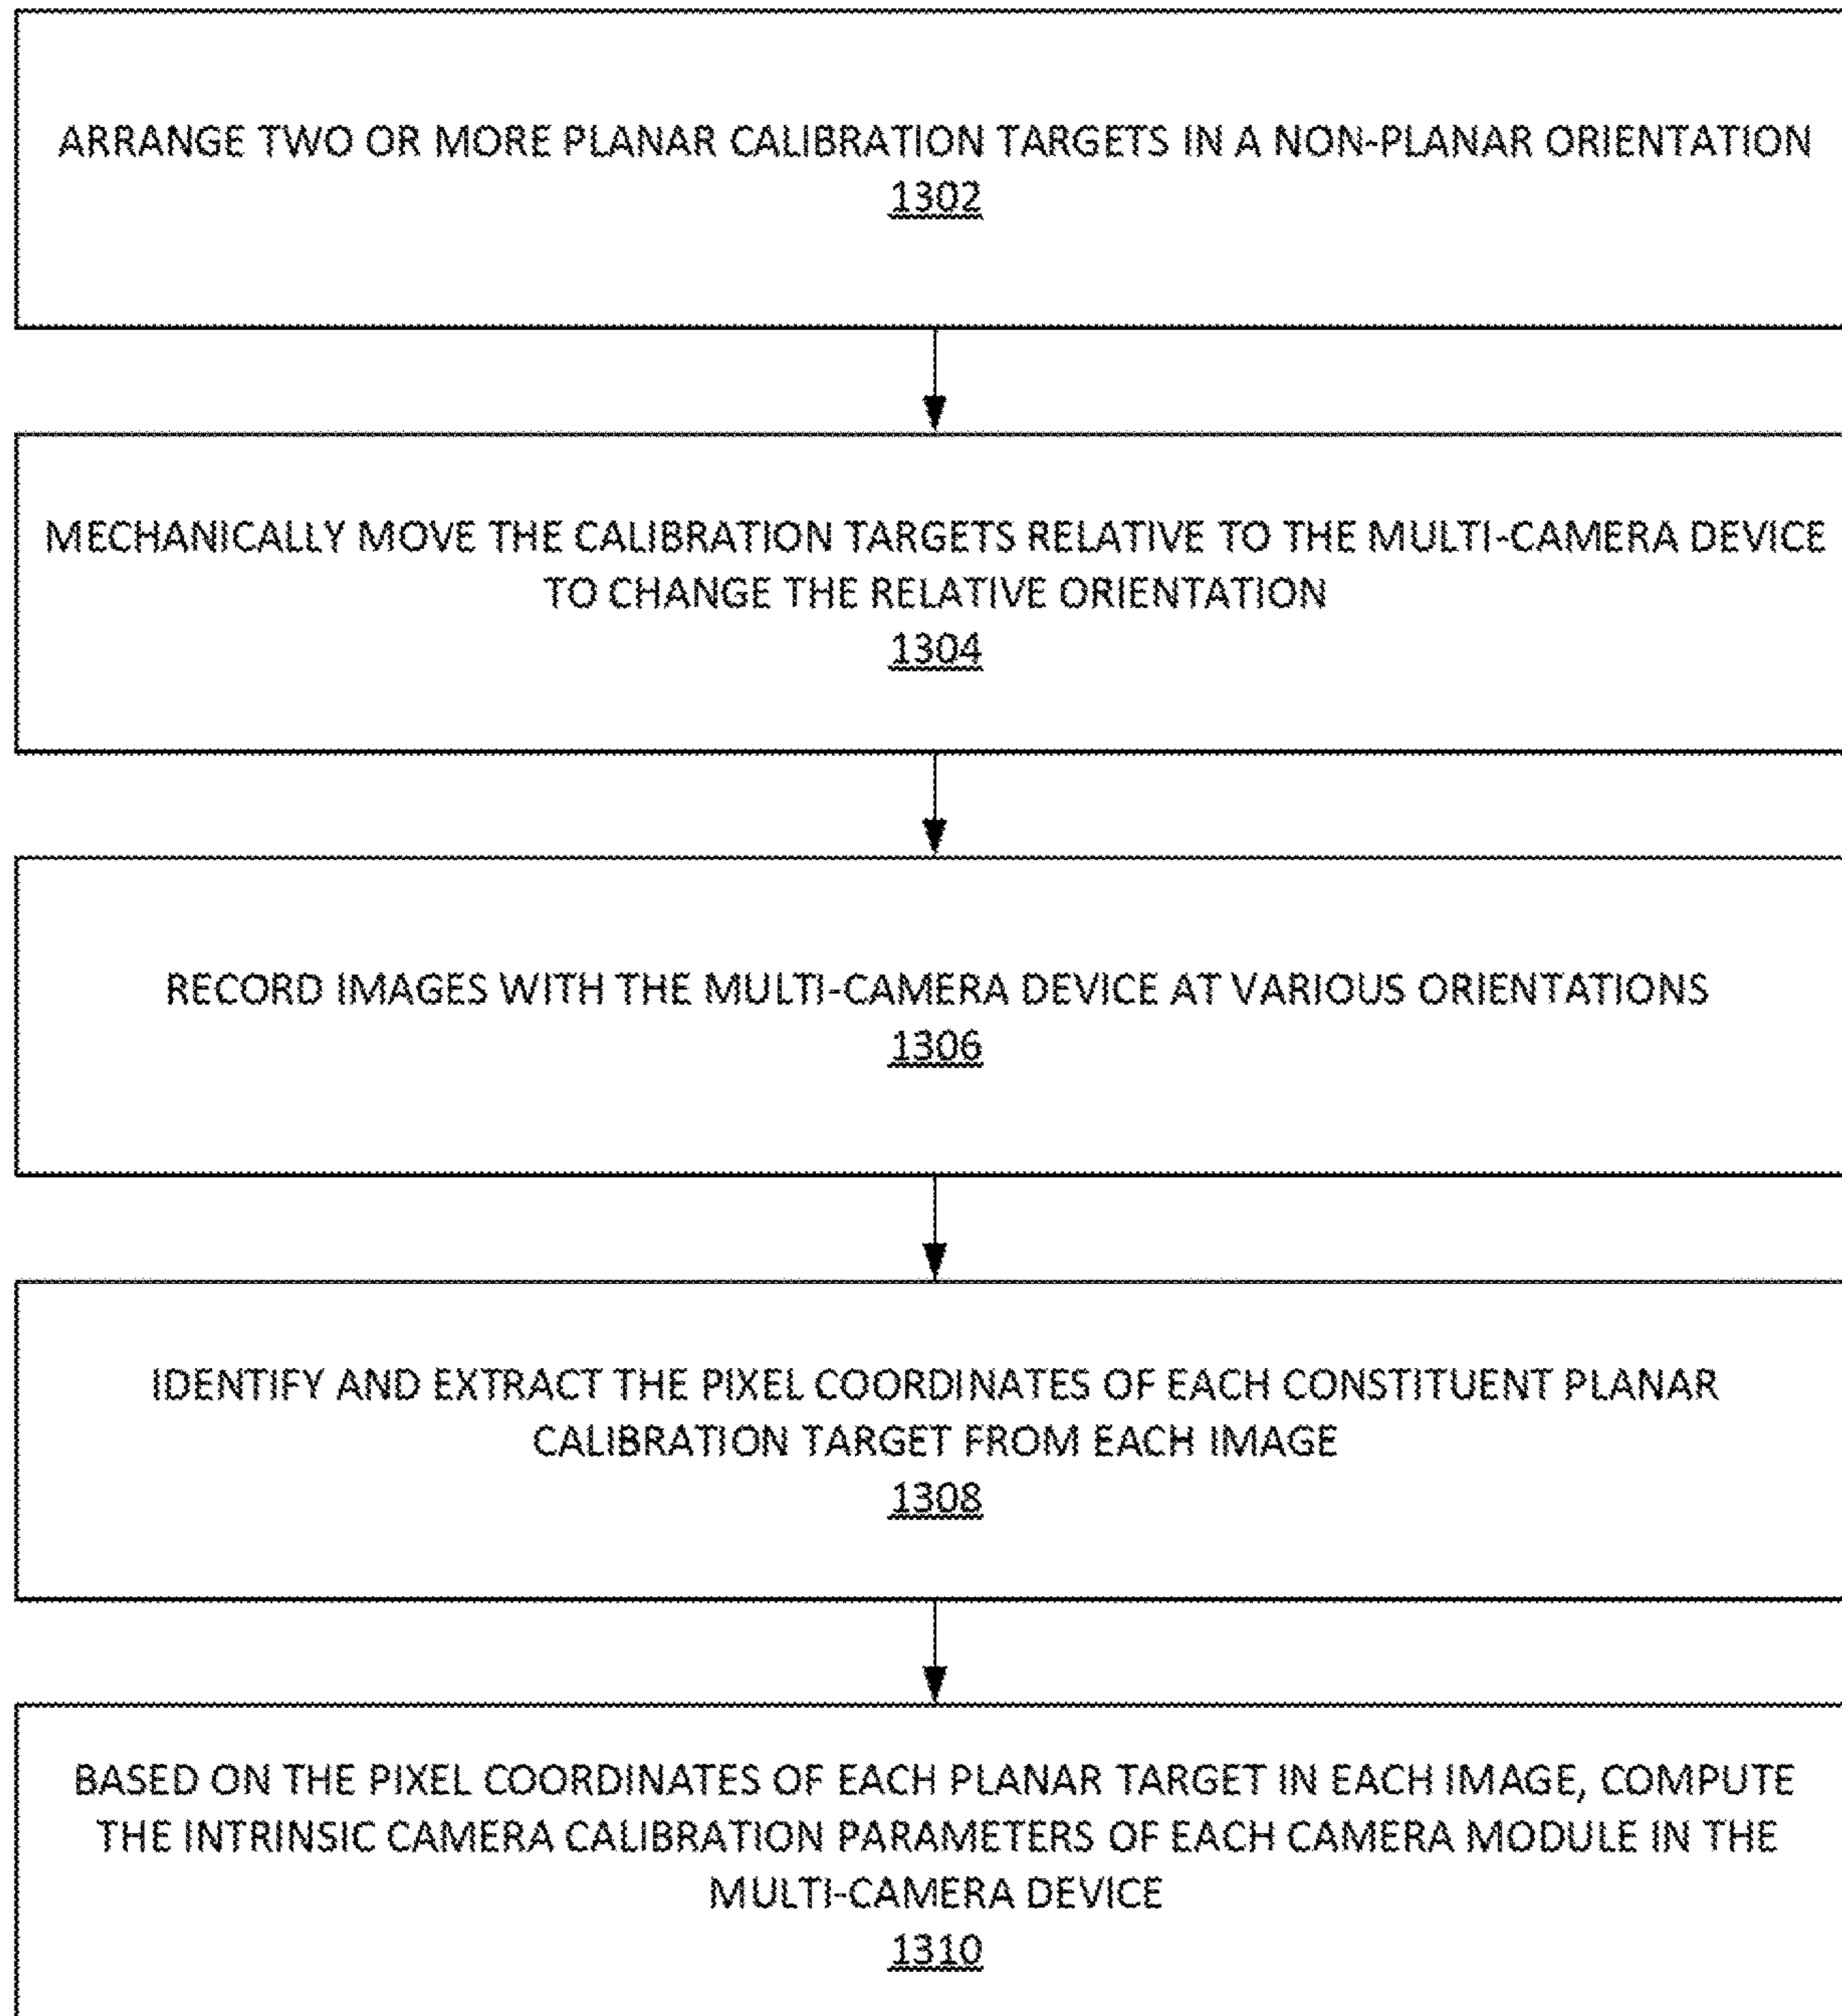 ARRANGE TWO OR MORE PLANAR CALIBRATION TARGETS IN A NON-PLANAR ORIENTATION
1302
MECHANICALLY MOVE THE CALIBRATION TARGETS RELATIVE TO THE MULTI-CAMERA DEVICE
TO CHANGE THE RELATIVE ORIENTATION
1304
RECORD IMAGES WITH THE MULTI-CAMERA DEVICE AT VARIOUS ORIENTATIONS
1306
IDENTIFY AND EXTRACT THE PIXEL COORDINATES OF EACH CONSTITUENT PLANAR
CALIBRATION TARGET FROM EACH IMAGE
1308
BASED ON THE PIXEL COORDINATES OF EACH PLANAR TARGET IN EACH IMAGE, COMPUTE
THE INTRINSIC CAMERA CALIBRATION PARAMETERS OF EACH CAMERA MODULE IN THE
MULTI-CAMERA DEVICE
1310